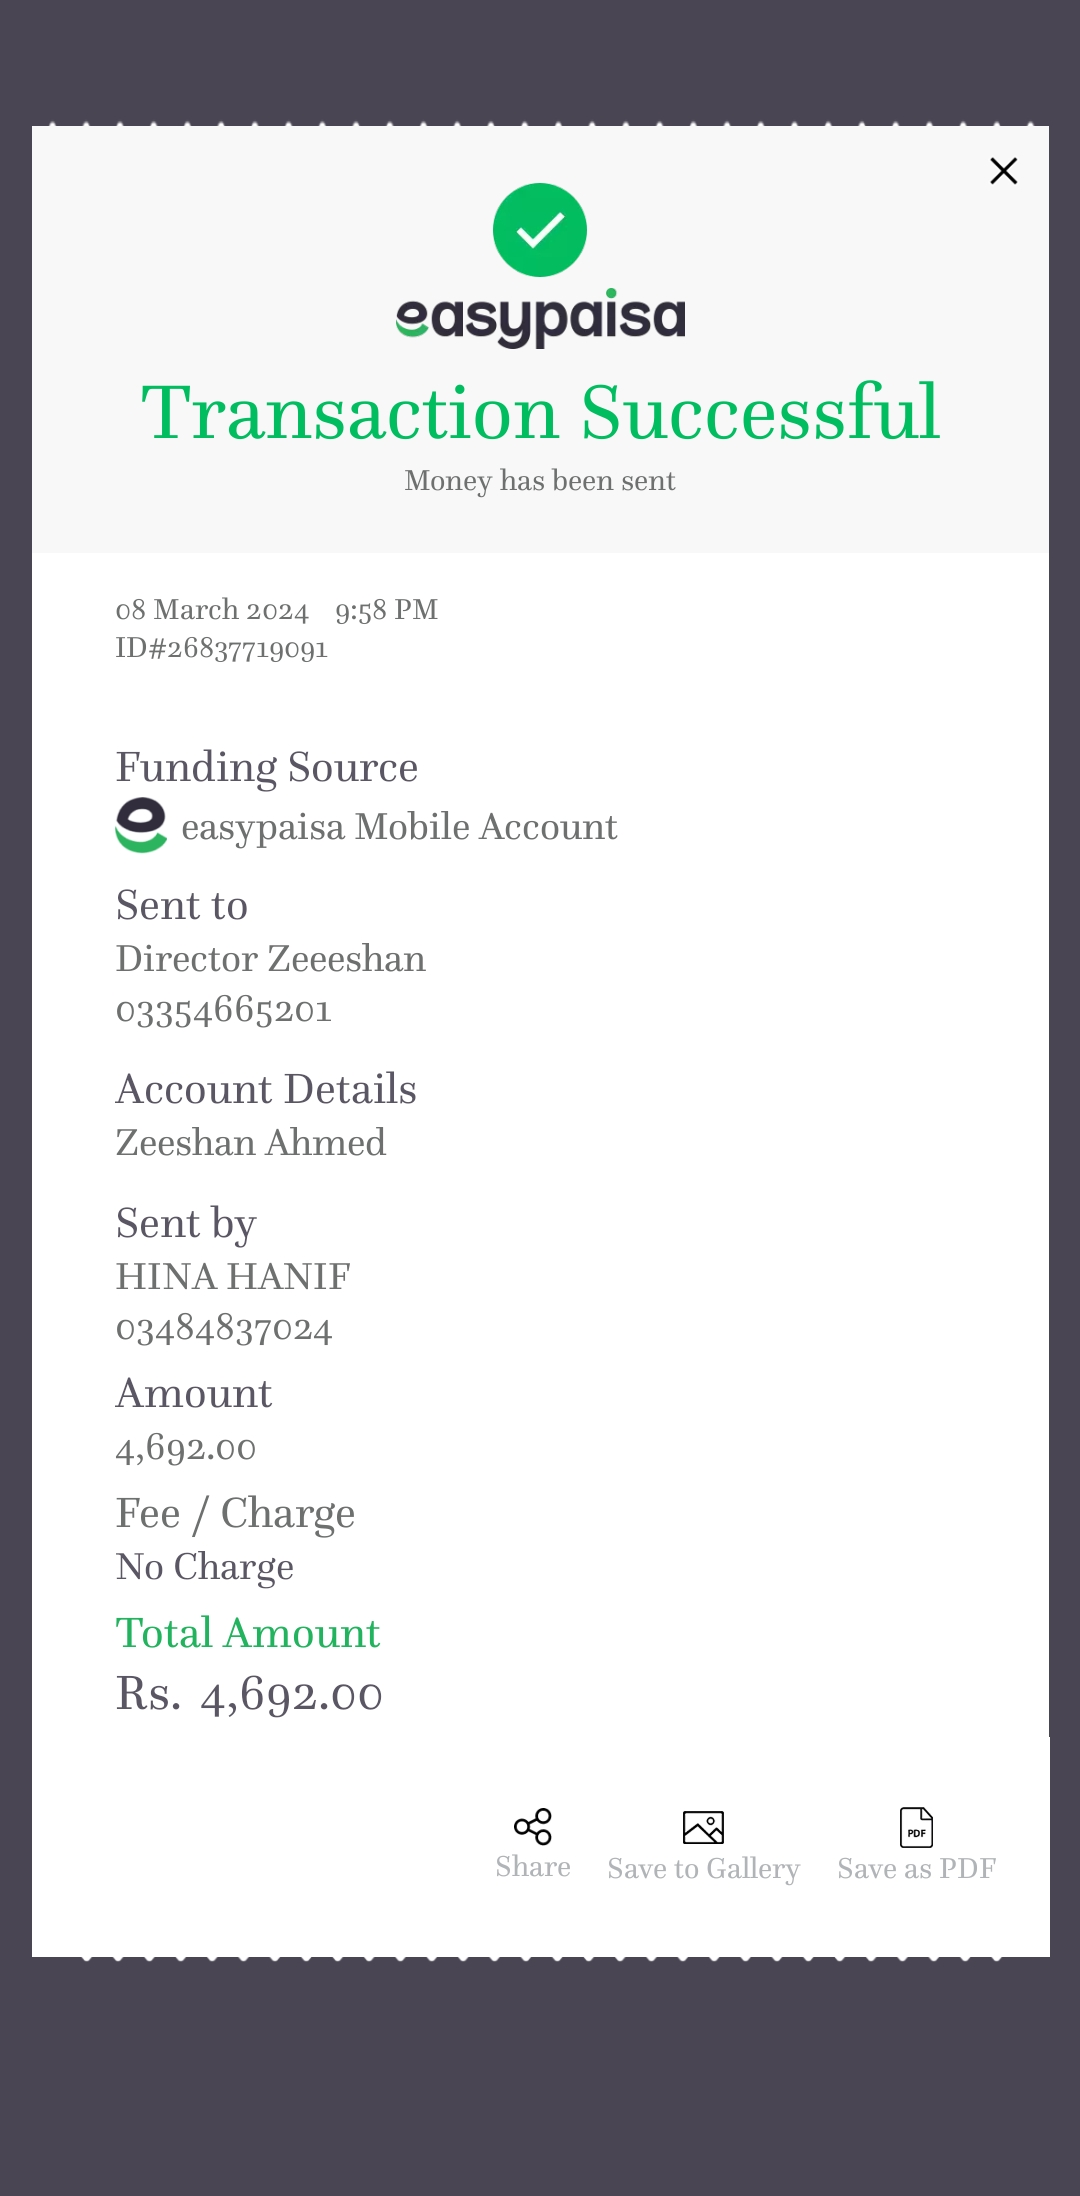 easypaisa
Transaction Successful
Money has been sent
08 March 2024 9:58 PM
ID#26837719091
Funding Source
easypaisa Mobile Account
Sent to
Director Zeeeshan
03354665201
Account Details
Zeeshan Ahmed
Sent by
HINA HANIF
03484837024
Amount
4,692.00
Fee / Charge
No Charge
Total Amount
Rs. 4,692.00
PDF
Share Save to Gallery Save as PDF